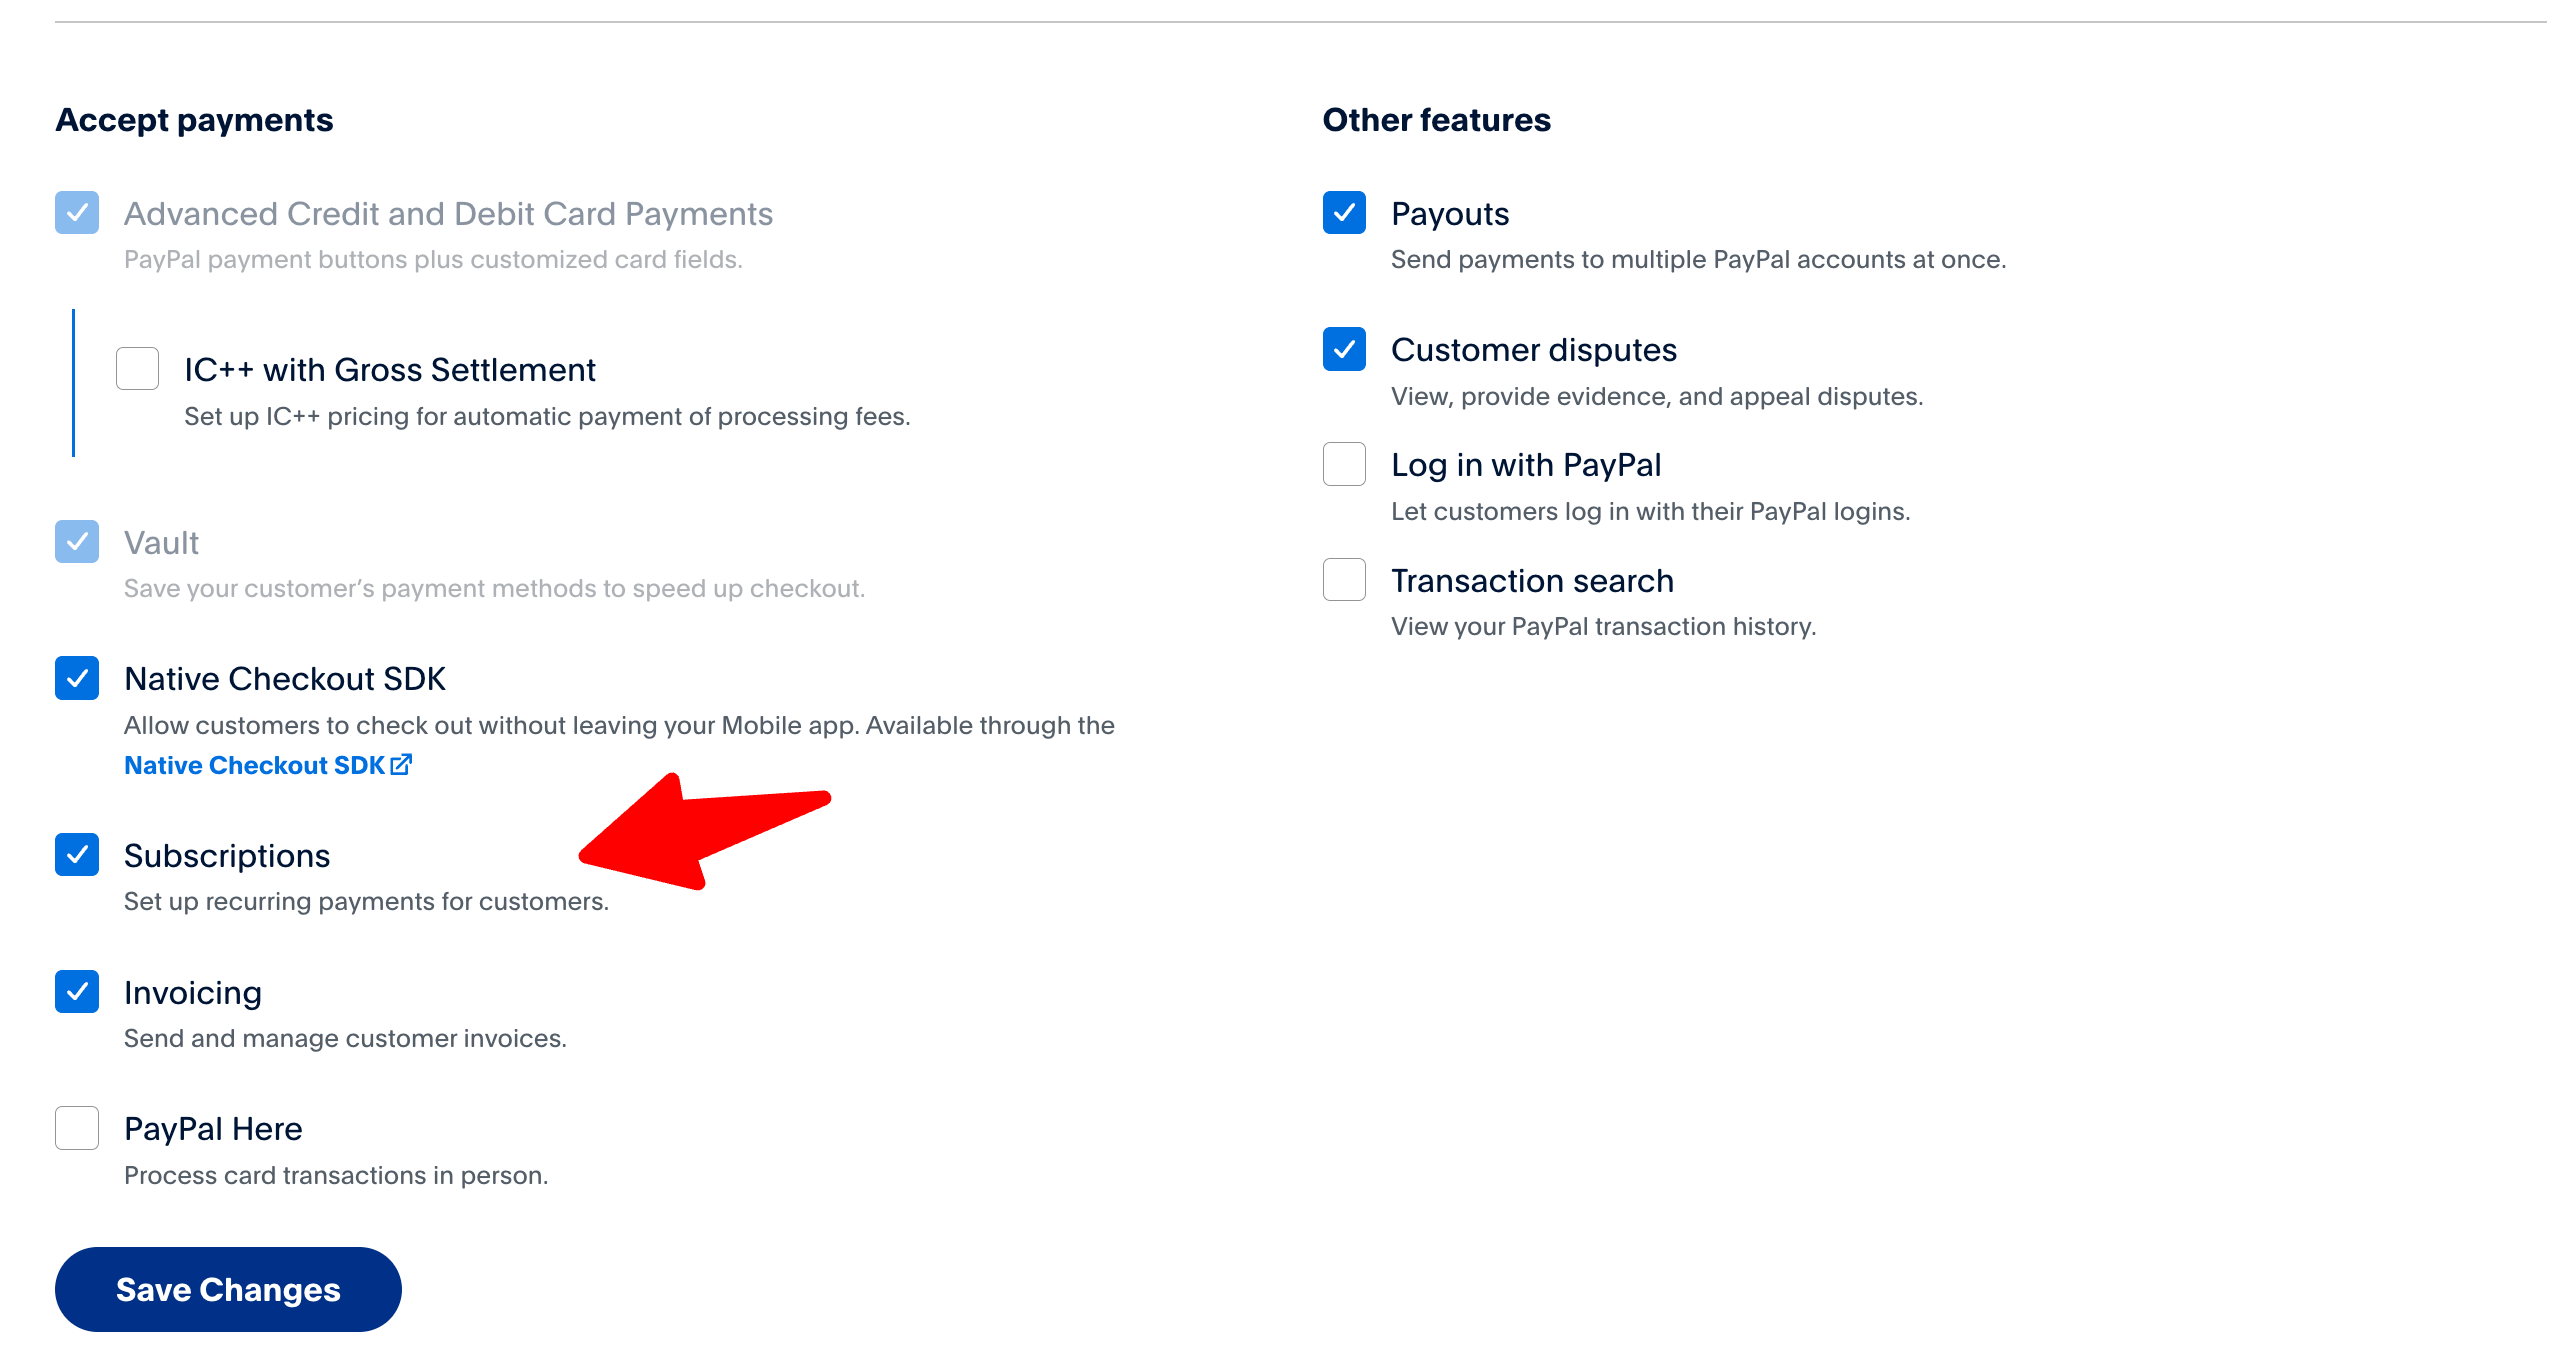 Accept payments
Advanced Credit and Debit Card Payments
PayPal payment buttons plus customized card fields.
IC++ with Gross Settlement
Set up IC++ pricing for automatic payment of processing fees.
Vault
Save your customer’s payment methods to speed up checkout.
Native Checkout SDK
Allow customers to check out without leaving your Mobile app. Available through the
Native Checkout SDK
Subscriptions
Set up recurring payments for customers.
Invoicing
Send and manage customer invoices.
PayPal Here
Process card transactions in person.
Save Changes
Other features
Payouts
Send payments to multiple PayPal accounts at once.
Customer disputes
View, provide evidence, and appeal disputes.
Log in with PayPal
Let customers log in with their PayPal logins.
Transaction search
View your PayPal transaction history.